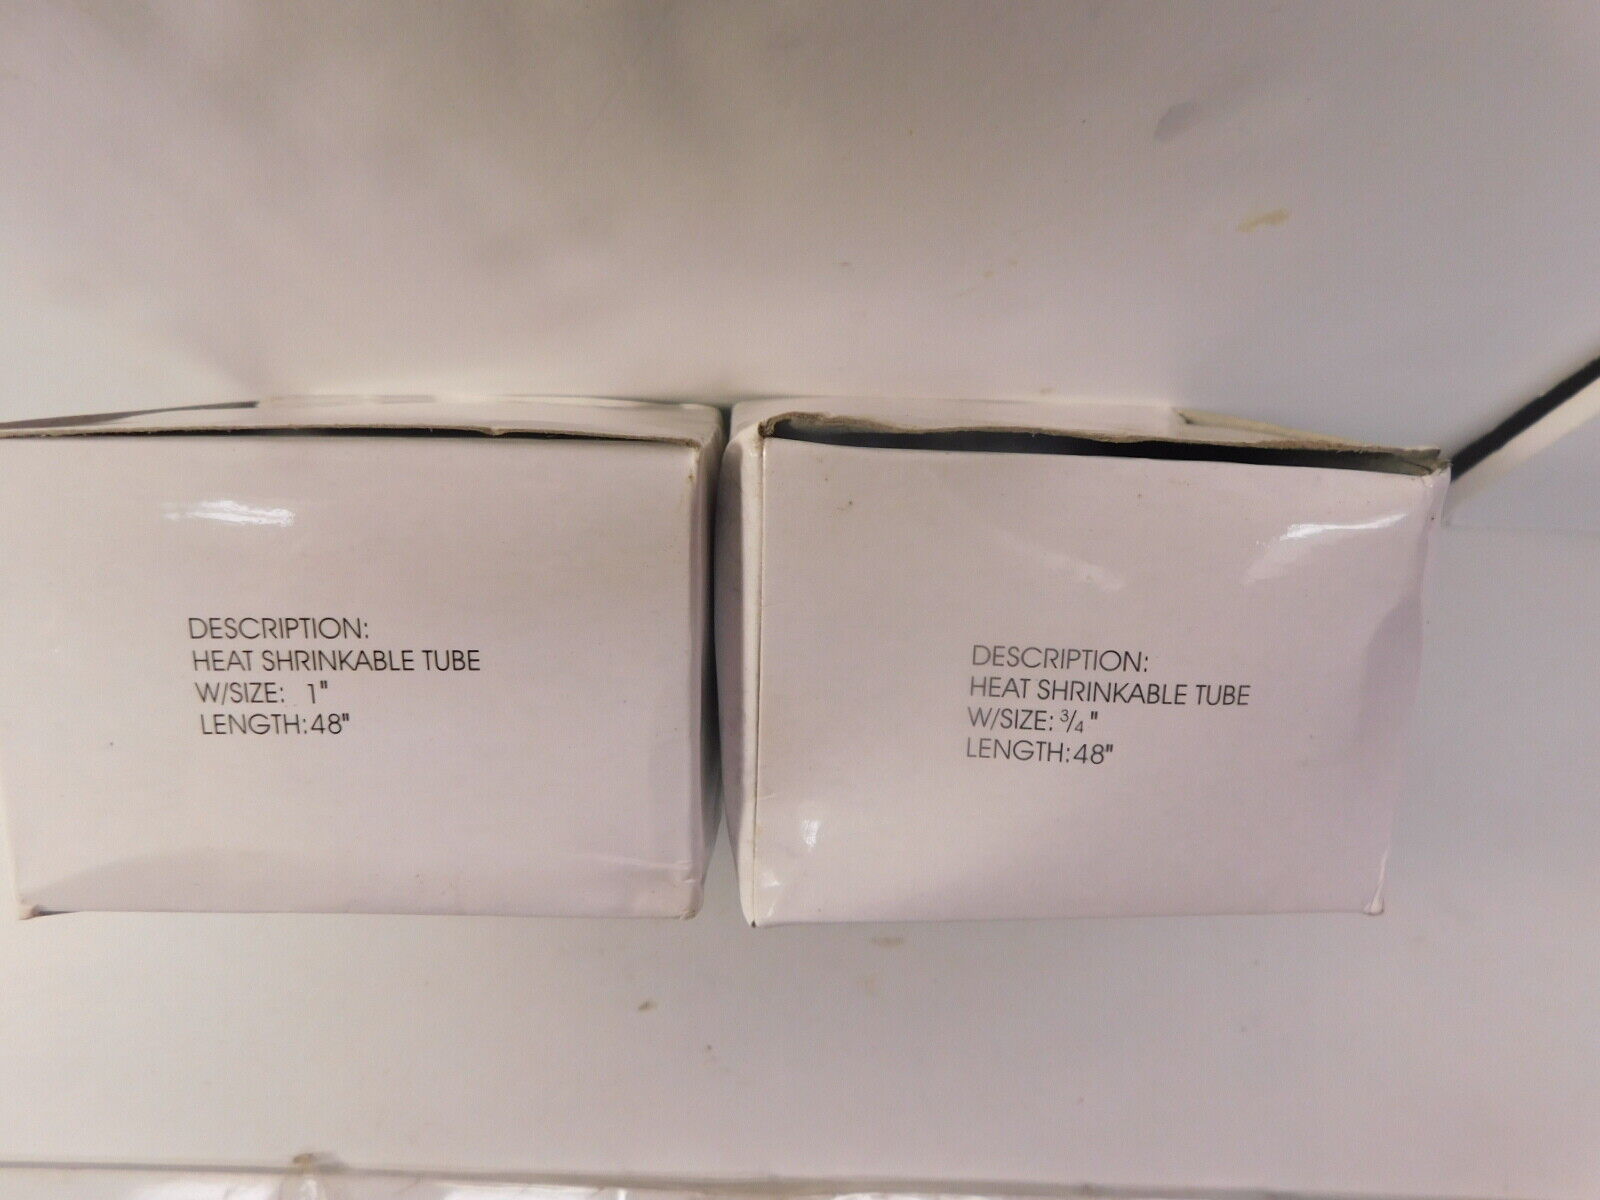 DESCRIPTION:
HEAT SHRINKABLE TUBE
W/SIZE: 1"
LENGTH:48"
DESCRIPTION:
HEAT SHRINKABLE TUBE
W/SIZE: 3/4"
LENGTH:48"